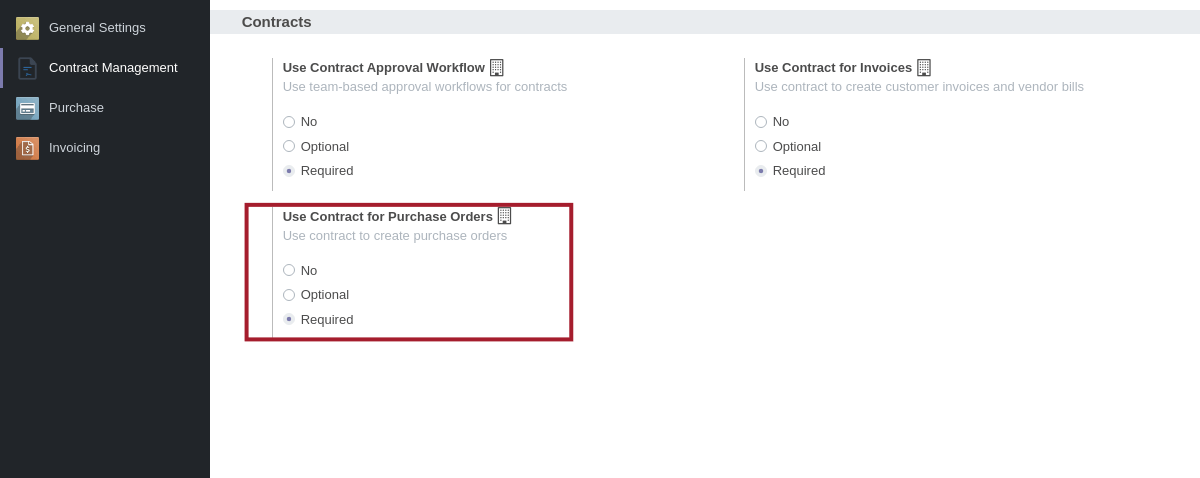 General Settings
Contract Management
Purchase
Invoicing
Contracts
Use Contract Approval Workflow
Use team-based approval workflows for contracts
No
Optional
Required
Use Contract for Invoices
Use contract to create customer invoices and vendor bills
No
Optional
Required
Use Contract for Purchase Orders
Use contract to create purchase orders
No
Optional
Required